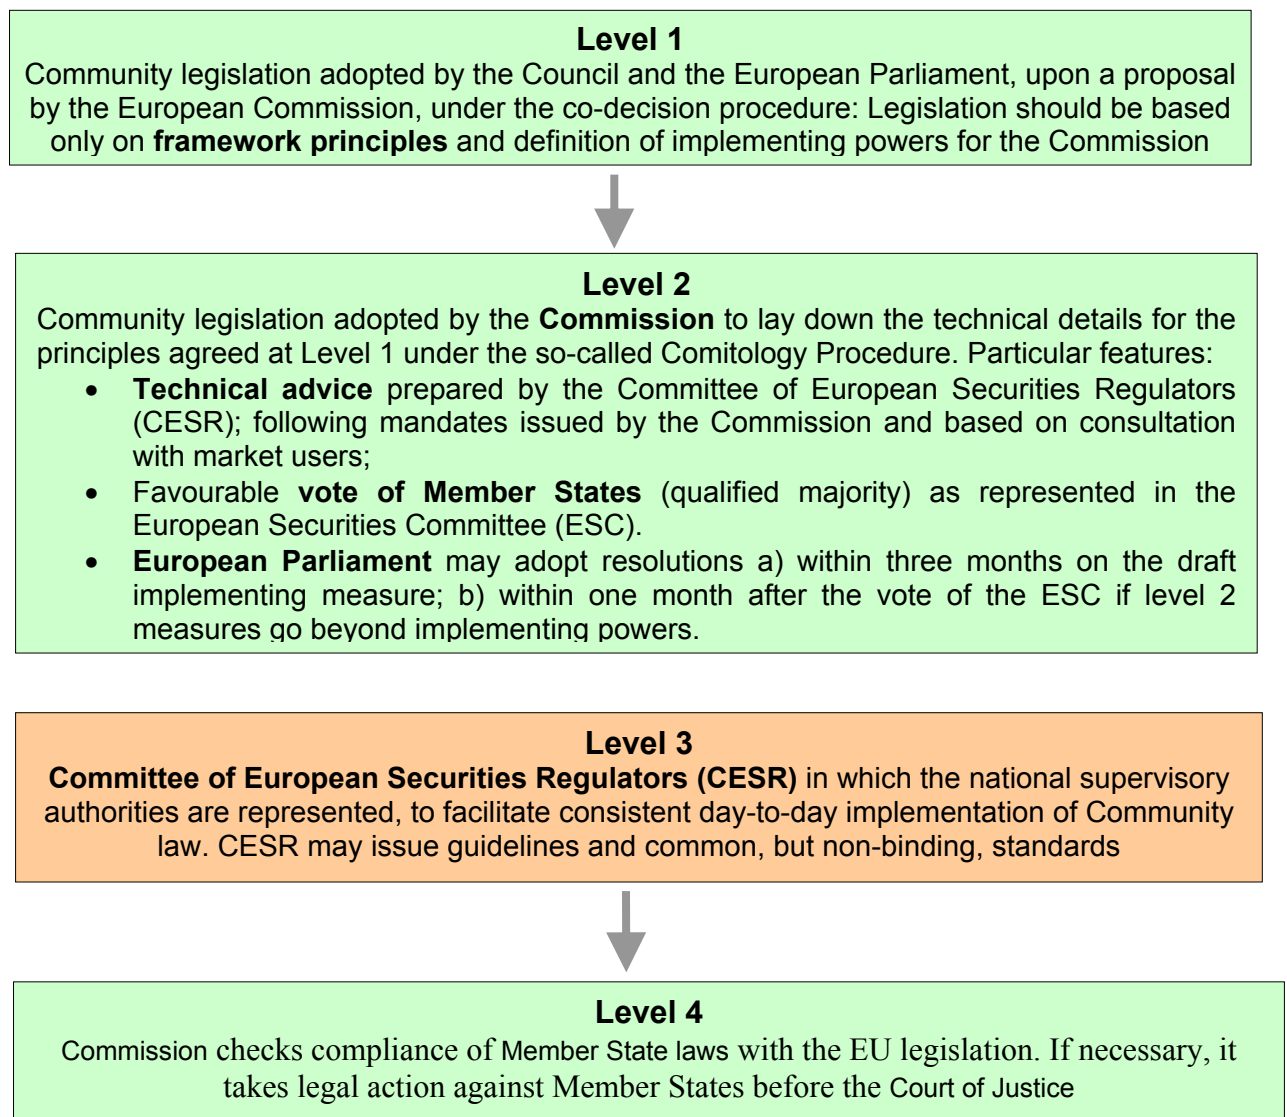 Level 1
Community legislation adopted by the Council and the European Parliament, upon a proposal
by the European Commission, under the co-decision procedure: Legislation should be based
only on framework principles and definition of implementing powers for the Commission
Level 2
Community legislation adopted by the Commission to lay down the technical details for the
principles agreed at Level 1 under the so-called Comitology Procedure. Particular features:
• Technical advice prepared by the Committee of European Securities Regulators
(CESR); following mandates issued by the Commission and based on consultation
with market users;
• Favourable vote of Member States (qualified majority) as represented in the
European Securities Committee (ESC).
• European Parliament may adopt resolutions a) within three months on the draft
implementing measure; b) within one month after the vote of the ESC if level 2
measures go beyond implementing powers.
Level 3
Committee of European Securities Regulators (CESR) in which the national supervisory
authorities are represented, to facilitate consistent day-to-day implementation of Community
law. CESR may issue guidelines and common, but non-binding, standards
Level 4
Commission checks compliance of Member State laws with the EU legislation. If necessary, it
takes legal action against Member States before the Court of Justice